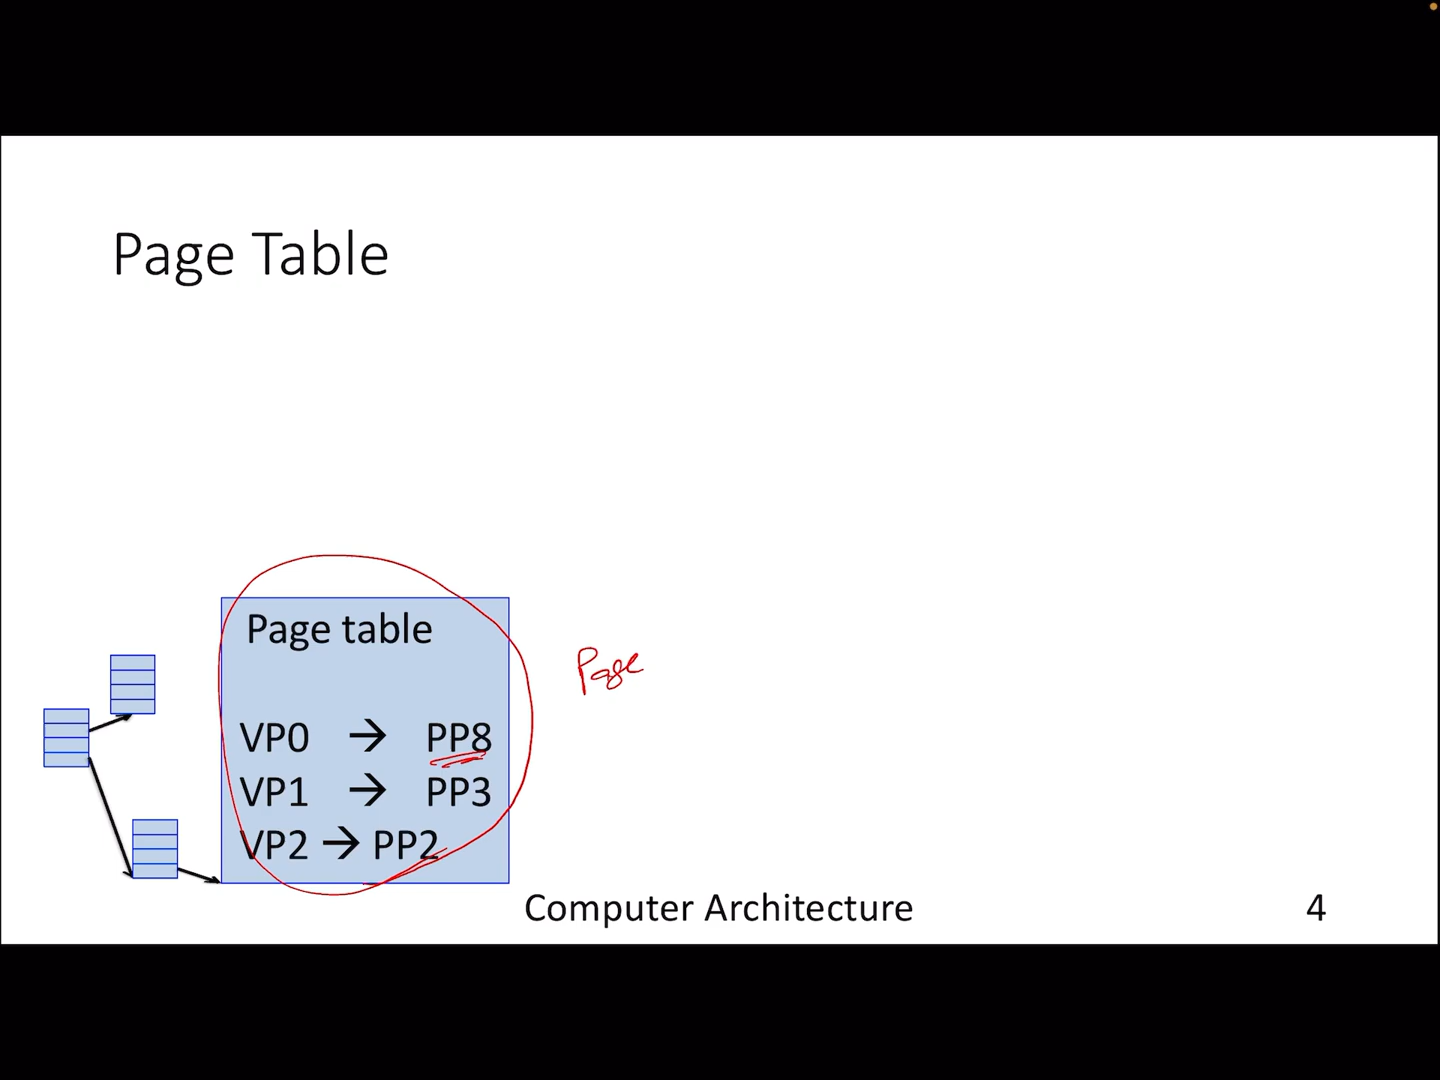 Page Table
Page table
Page
VP0 → PP8
VP1 → PP3
VP2 → PP2
Computer Architecture
4